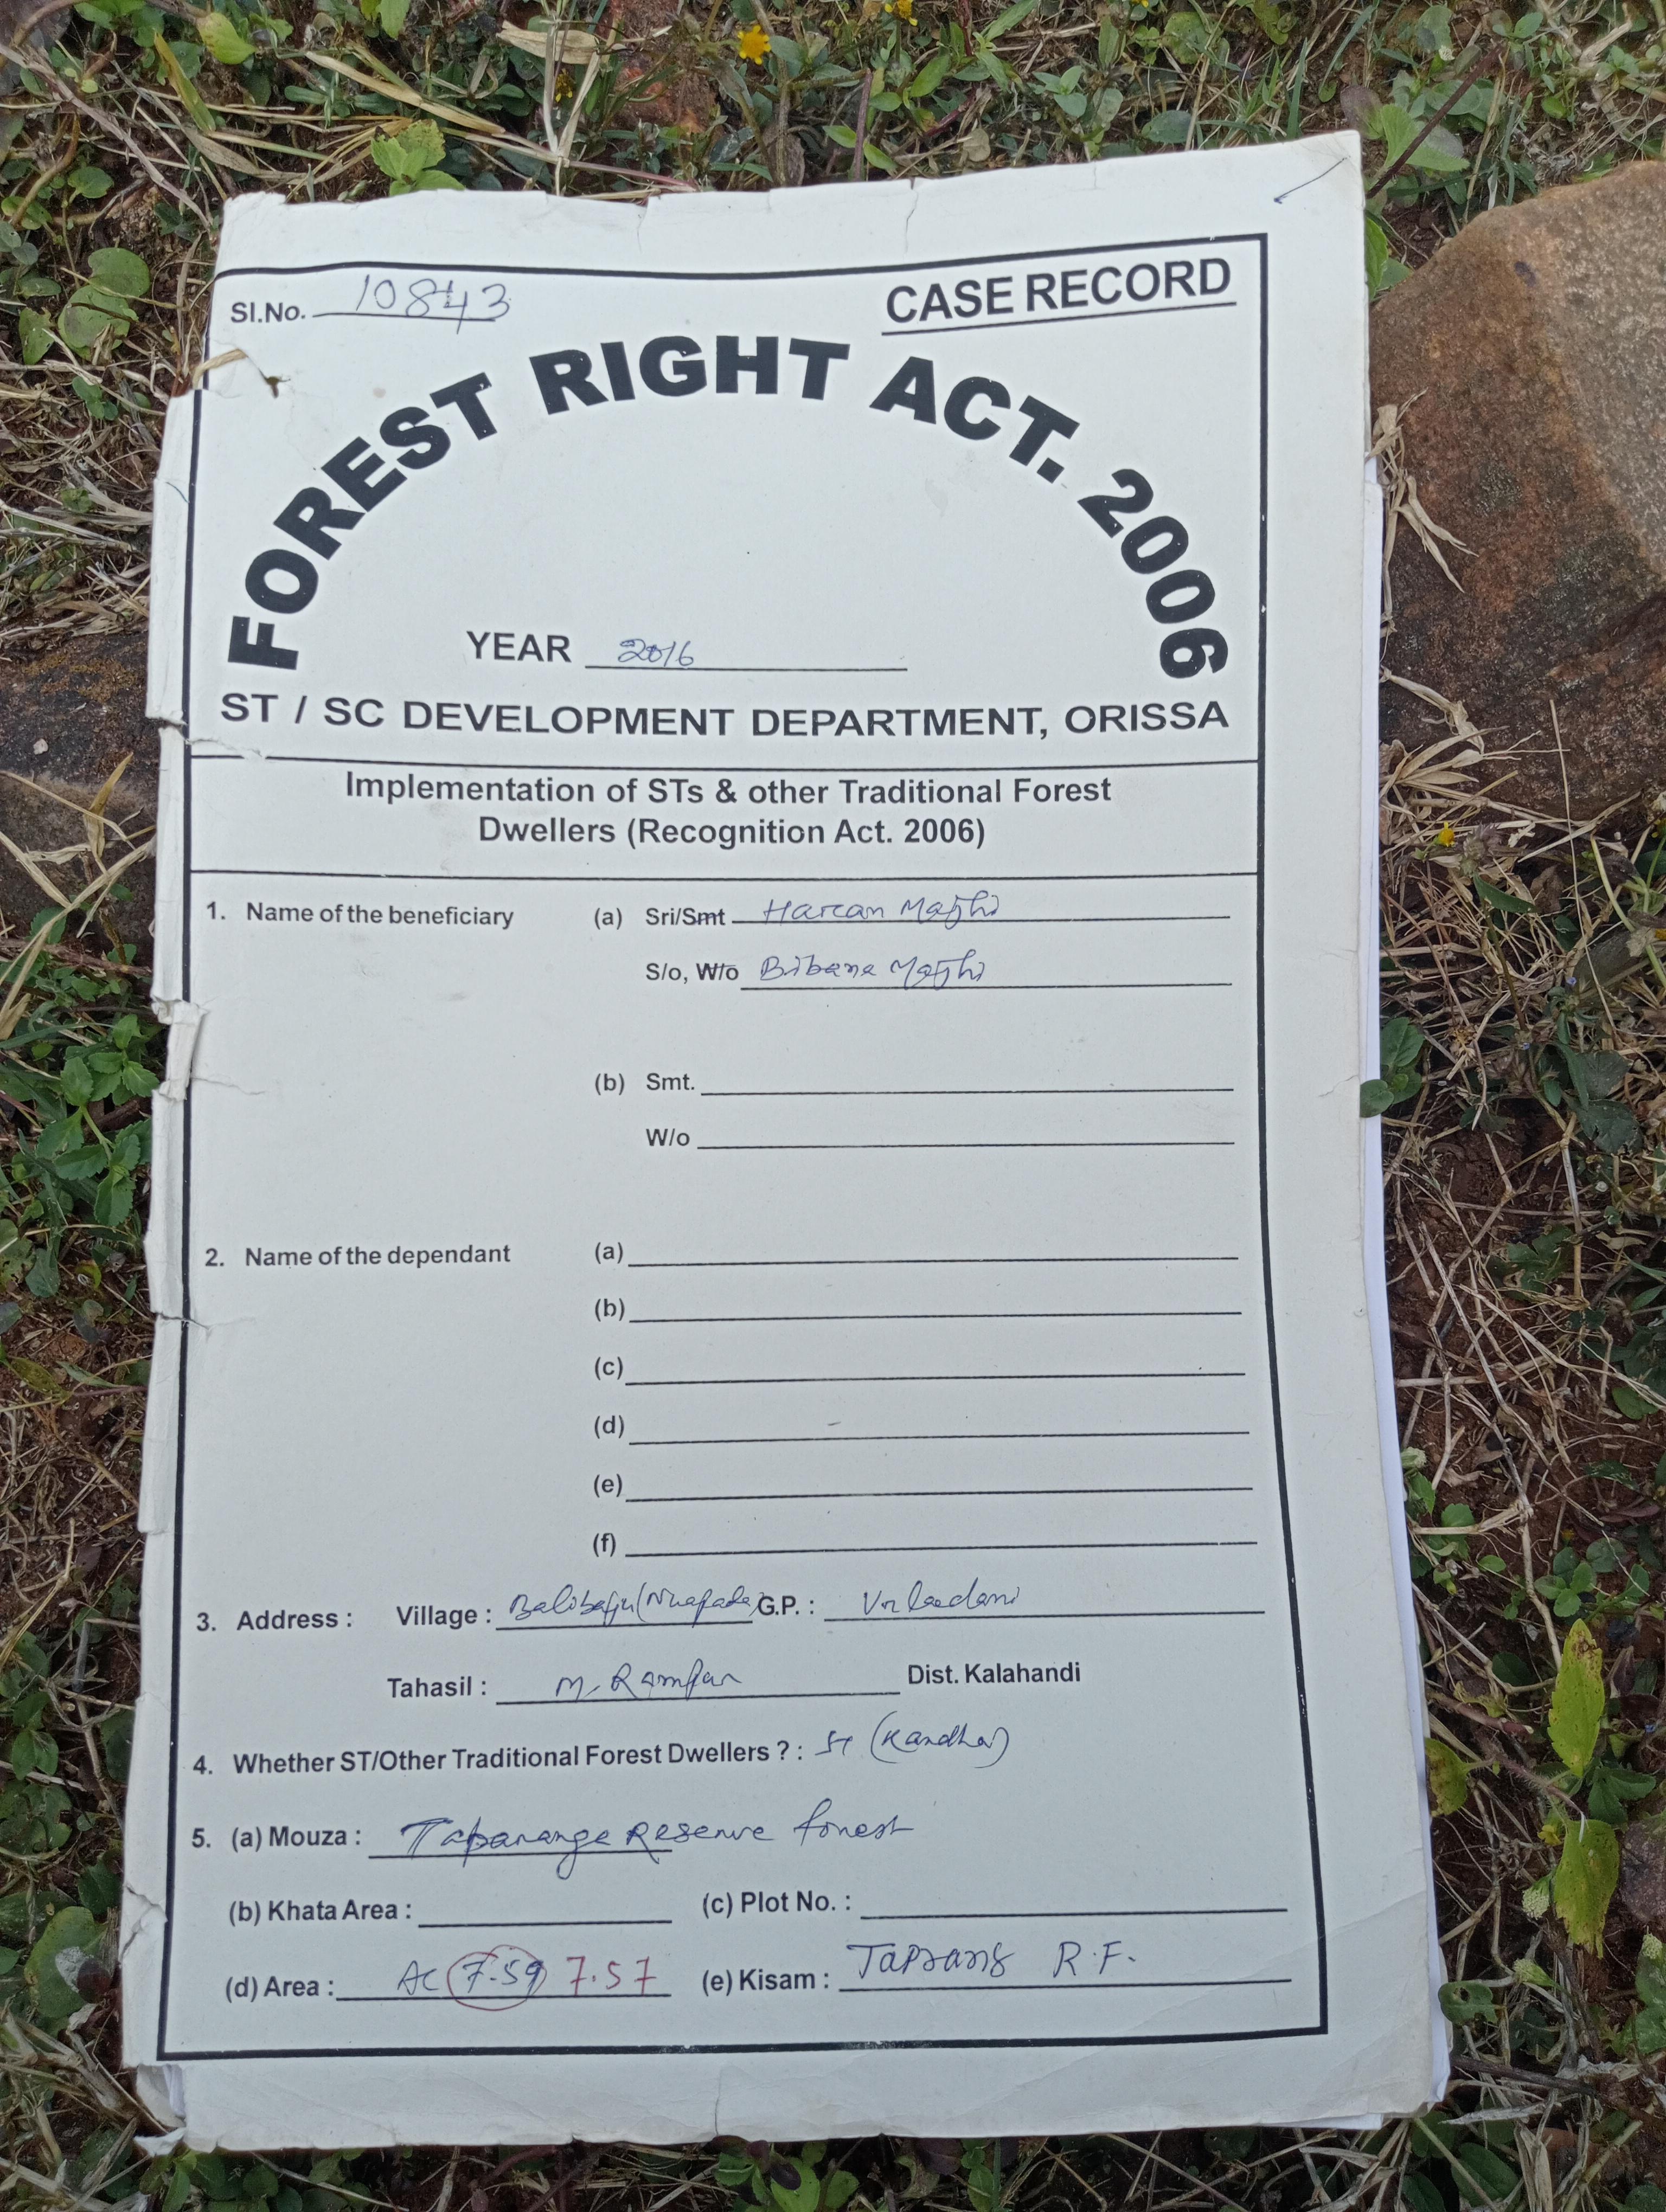 Sl.No. 10843
CASE RECORD
FOREST RIGHT ACT. 2006
YEAR 2016
ST / SC DEVELOPMENT DEPARTMENT, ORISSA
Implementation of STs & other Traditional Forest
Dwellers (Recognition Act. 2006)
1. Name of the beneficiary (a) Sri/Smt Harcan Majhi
S/o, W/o Bibana Majhi
(b) Smt.
W/o
2. Name of the dependant (a)
(b)
(c)
(d)
(e)
(f)
3. Address : Village : G.P. :
Tahasil : M. Rampur Dist. Kalahandi
4. Whether ST/Other Traditional Forest Dwellers ? : ST (Kandha)
5. (a) Mouza : Reserve forest
(b) Khata Area : (c) Plot No. :
(d) Area : AC 7.59 7.57 (e) Kisam : Taprang R.F.